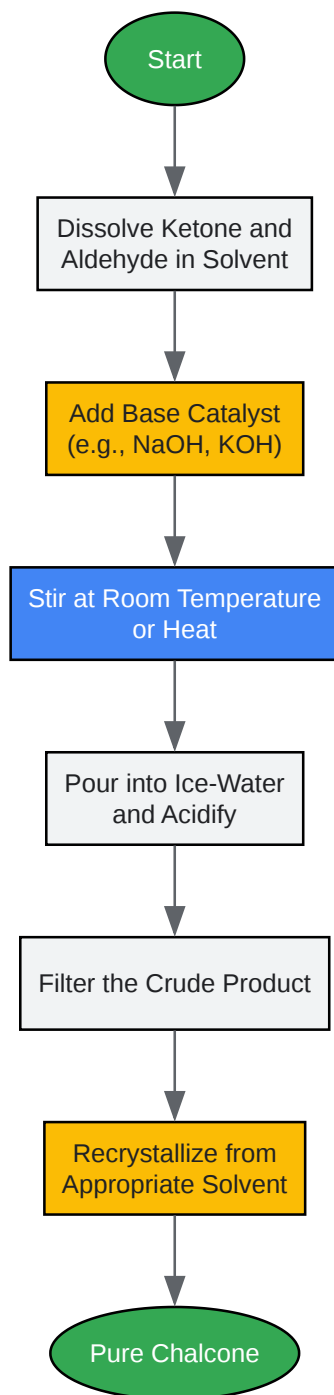 Start
Dissolve Ketone and
Aldehyde in Solvent
Add Base Catalyst
(e.g., NaOH, KOH)
Stir at Room Temperature
or Heat
Pour into Ice-Water
and Acidify
Filter the Crude Product
Recrystallize from
Appropriate Solvent
Pure Chalcone